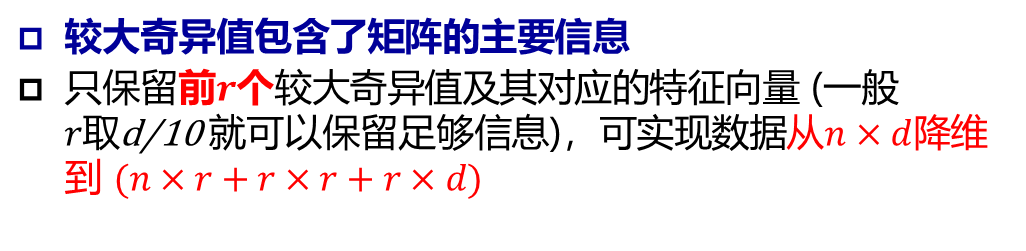 较大奇异值包含了矩阵的主要信息
只保留前r个较大奇异值及其对应的特征向量 (一般
r取d/10就可以保留足够信息)，可实现数据从n × d降维
到 (n × r + r × r + r × d)